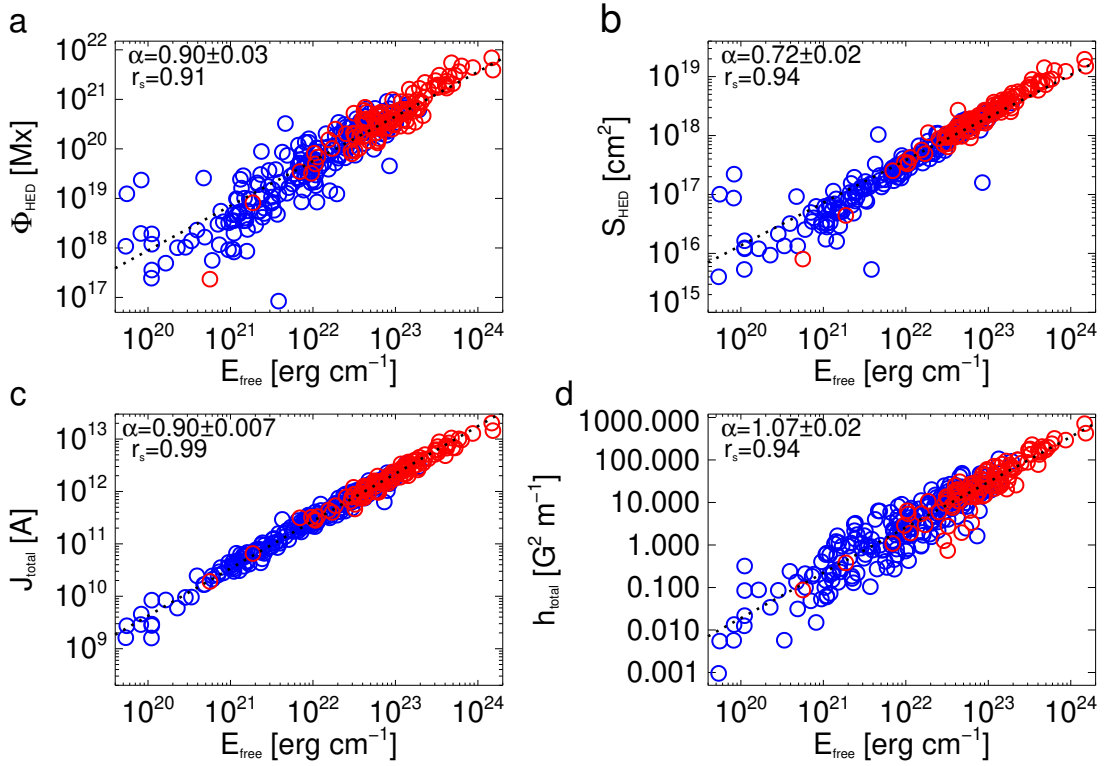 a
α=0.90±0.03
r_s=0.91
10^22
10^21
10^20
10^19
10^18
10^17
Φ_HED [Mx]
10^20 10^21 10^22 10^23 10^24
E_free [erg cm^−1]
b
α=0.72±0.02
r_s=0.94
10^19
10^18
10^17
10^16
10^15
S_HED [cm^2]
10^20 10^21 10^22 10^23 10^24
E_free [erg cm^−1]
c
α=0.90±0.007
r_s=0.99
10^13
10^12
10^11
10^10
10^9
J_total [A]
10^20 10^21 10^22 10^23 10^24
E_free [erg cm^−1]
d
α=1.07±0.02
r_s=0.94
1000.000
100.000
10.000
1.000
0.100
0.010
0.001
h_total [G^2 m^−1]
10^20 10^21 10^22 10^23 10^24
E_free [erg cm^−1]